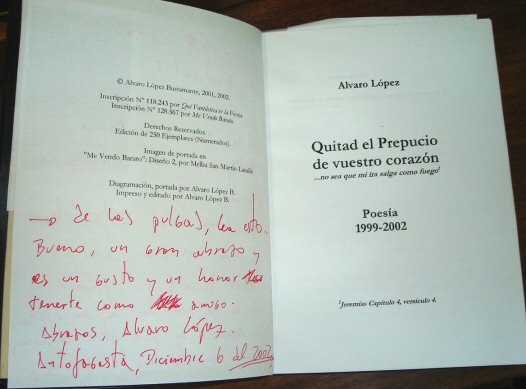 © Alvaro López Bustamante, 2001, 2002.
Inscripción N° 118.243 por Qué Fantástica es la Fiesta.
Inscripción N° 128.567 por Me Vendo Barato.
Derechos Reservados.
Edición de 250 Ejemplares (Numerados).
Imagen de portada en
"Me Vendo Barato": Diseño 2, por Melba San Martín
Diagramación, portada por Alvaro López B.
Impreso y editado por Alvaro López B.
→ de las pulgas, lea esto.
Bueno, un gran abrazo y
es un gusto y un honor
tenerte como amigo.
Abrazos, Alvaro López.
Antofagasta, Diciembre 6 del 2002
Alvaro López
Quitad el Prepucio
de vuestro corazón
...no sea que mi ira salga como fuego¹
Poesía
1999-2002
¹Jeremías Capítulo 4, versículo 4.